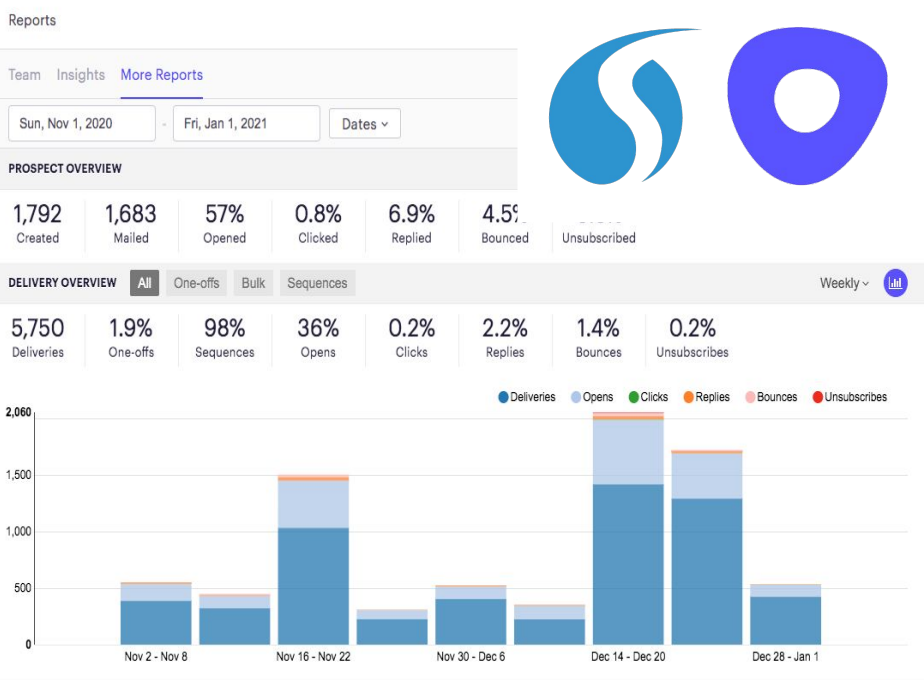 Reports
Team Insights More Reports
Sun, Nov 1, 2020 - Fri, Jan 1, 2021 Dates
PROSPECT OVERVIEW
1,792 1,683 57% 0.8% 6.9% 4.5%
Created Mailed Opened Clicked Replied Bounced Unsubscribed
DELIVERY OVERVIEW All One-offs Bulk Sequences Weekly
5,750 1.9% 98% 36% 0.2% 2.2% 1.4% 0.2%
Deliveries One-offs Sequences Opens Clicks Replies Bounces Unsubscribes
Deliveries Opens Clicks Replies Bounces Unsubscribes
2,060
1,500
1,000
500
0
Nov 2 - Nov 8 Nov 16 - Nov 22 Nov 30 - Dec 6 Dec 14 - Dec 20 Dec 28 - Jan 1